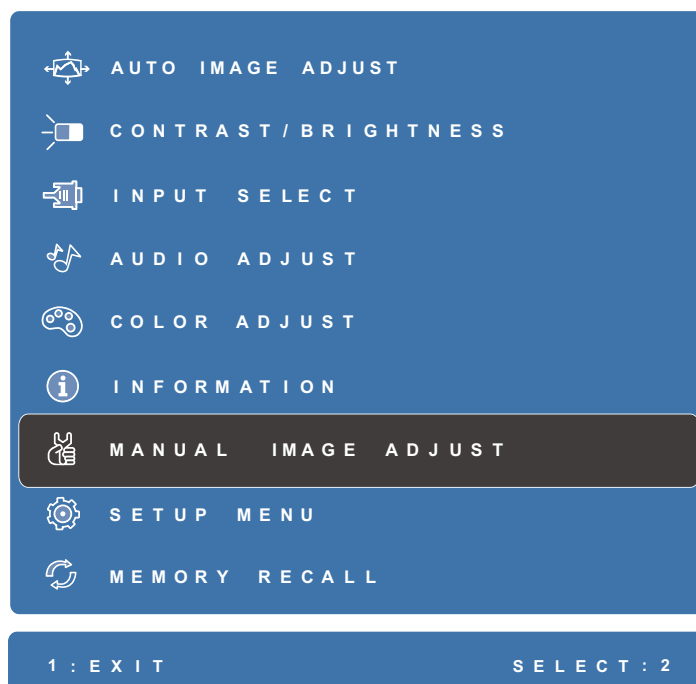 AUTO IMAGE ADJUST
CONTRAST/BRIGHTNESS
INPUT SELECT
AUDIO ADJUST
COLOR ADJUST
INFORMATION
MANUAL IMAGE ADJUST
SETUP MENU
MEMORY RECALL
1:EXIT SELECT:2